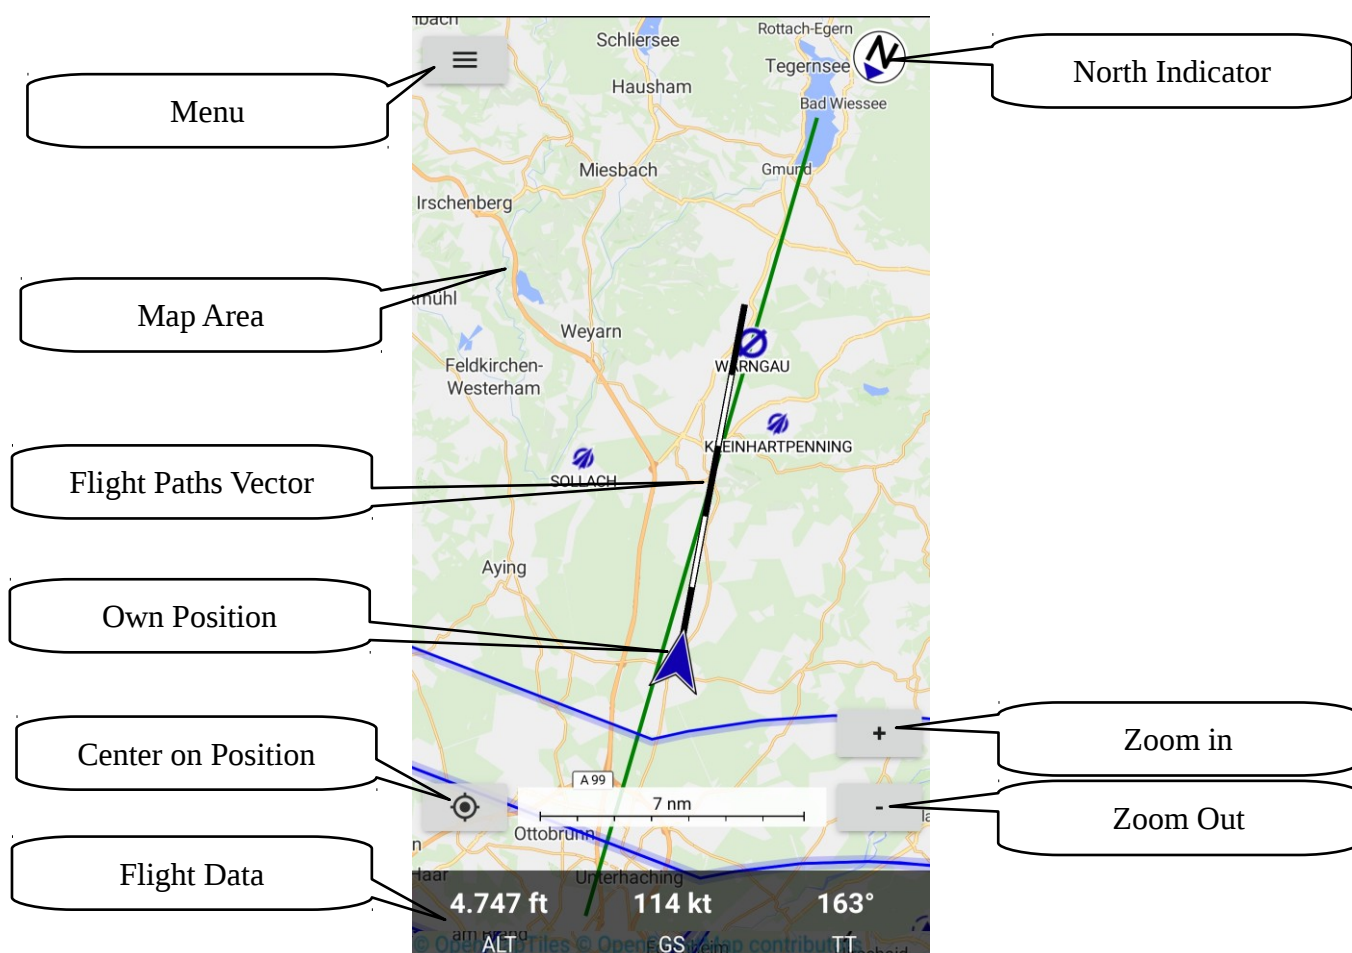 Rottach-Egern
Schliersee
Tegernsee
North Indicator
Hausham
Menu
Bad Wiessee
Miesbach
Gmund
Irschenberg
Map Area
Weyarn
WARNGAU
Feldkirchen-
Westerham
KLEINHARTPENNING
Flight Paths Vector
SOLLACH
Aying
Own Position
Center on Position
+
Zoom in
A 99
7 nm
-
Zoom Out
Ottobrunn
Flight Data
Unterhaching
4.747 ft
114 kt
163°
ALT
GS
TT